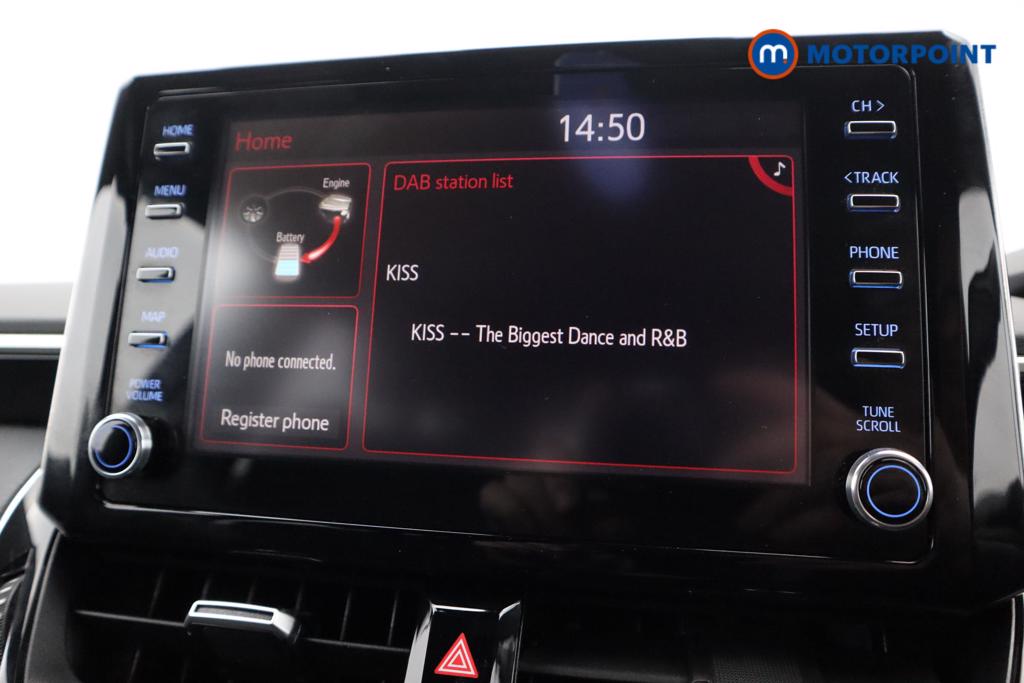 m. MOTORPOINT
HOME
MENU
AUDIO
MAP
POWER
VOLUME
Home
14:50
Engine
Battery
No phone connected.
Register phone
DAB station list
KISS
KISS -- The Biggest Dance and R&B
CH >
<TRACK
PHONE
SETUP
TUNE
SCROLL